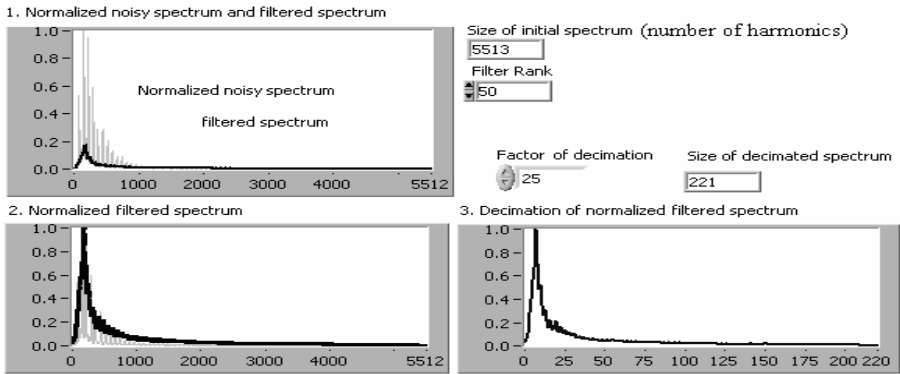 1. Normalized noisy spectrum and filtered spectrum
1.0
0.8
0.6
0.4
0.2
0.0
0 1000 2000 3000 4000 5512
Normalized noisy spectrum
filtered spectrum
Size of initial spectrum (number of harmonics)
5513
Filter Rank
50
Factor of decimation
25
Size of decimated spectrum
221
2. Normalized filtered spectrum
1.0
0.8
0.6
0.4
0.2
0.0
0 1000 2000 3000 4000 5512
3. Decimation of normalized filtered spectrum
1.0
0.8
0.6
0.4
0.2
0.0
0 25 50 75 100 125 150 175 200 220